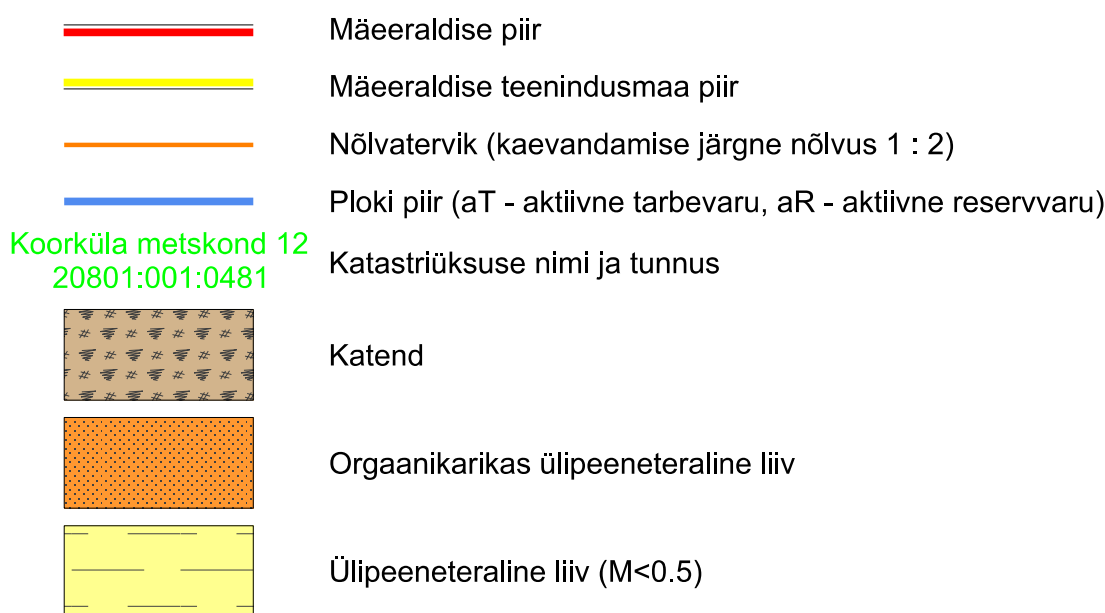 Mäeeraldise piir
Mäeeraldise teenindusmaa piir
Nõlvatervik (kaevandamise järgne nõlvus 1 : 2)
Ploki piir (aT - aktiivne tarbevaru, aR - aktiivne reservvaru)
Koorküla metskond 12
20801:001:0481
Katastriüksuse nimi ja tunnus
Katend
Orgaanikarikas ülipeeneteraline liiv
Ülipeeneteraline liiv (M<0.5)